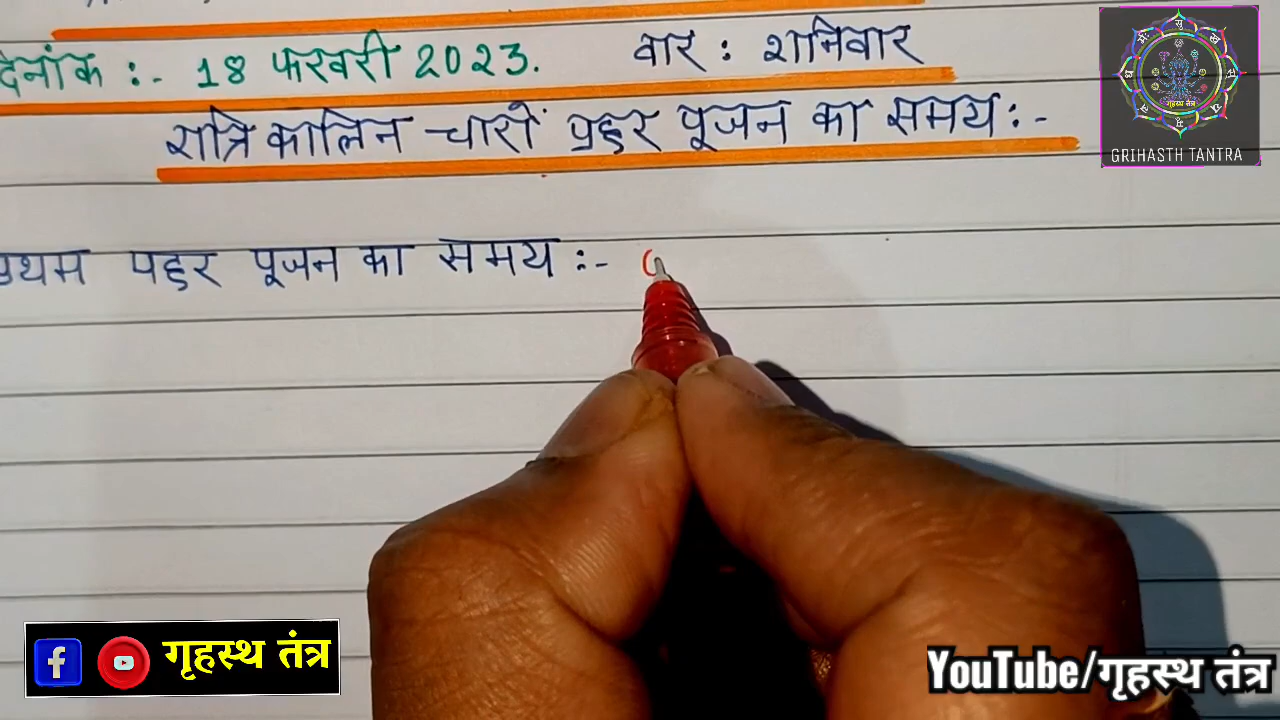 दिनांक :- 18 फरवरी 2023. वार : शनिवार
रात्रि कालिन चारों प्रहर पूजन का समय :-
प्रथम पहर पूजन का समय :-
GRIHASTH TANTRA
गृहस्थ तंत्र
YouTube/गृहस्थ तंत्र